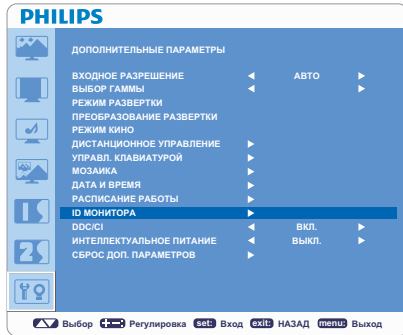 PHILIPS
ДОПОЛНИТЕЛЬНЫЕ ПАРАМЕТРЫ
ВХОДНОЕ РАЗРЕШЕНИЕ АВТО
ВЫБОР ГАММЫ
РЕЖИМ РАЗВЕРТКИ
ПРЕОБРАЗОВАНИЕ РАЗВЕРТКИ
РЕЖИМ КИНО
ДИСТАНЦИОННОЕ УПРАВЛЕНИЕ
УПРАВЛ. КЛАВИАТУРОЙ
МОЗАИКА
ДАТА И ВРЕМЯ
РАСПИСАНИЕ РАБОТЫ
ID МОНИТОРА
DDC/CI ВКЛ.
ИНТЕЛЛЕКТУАЛЬНОЕ ПИТАНИЕ ВЫКЛ.
СБРОС ДОП. ПАРАМЕТРОВ
Выбор Регулировка set: Вход exit: НАЗАД menu: Выход